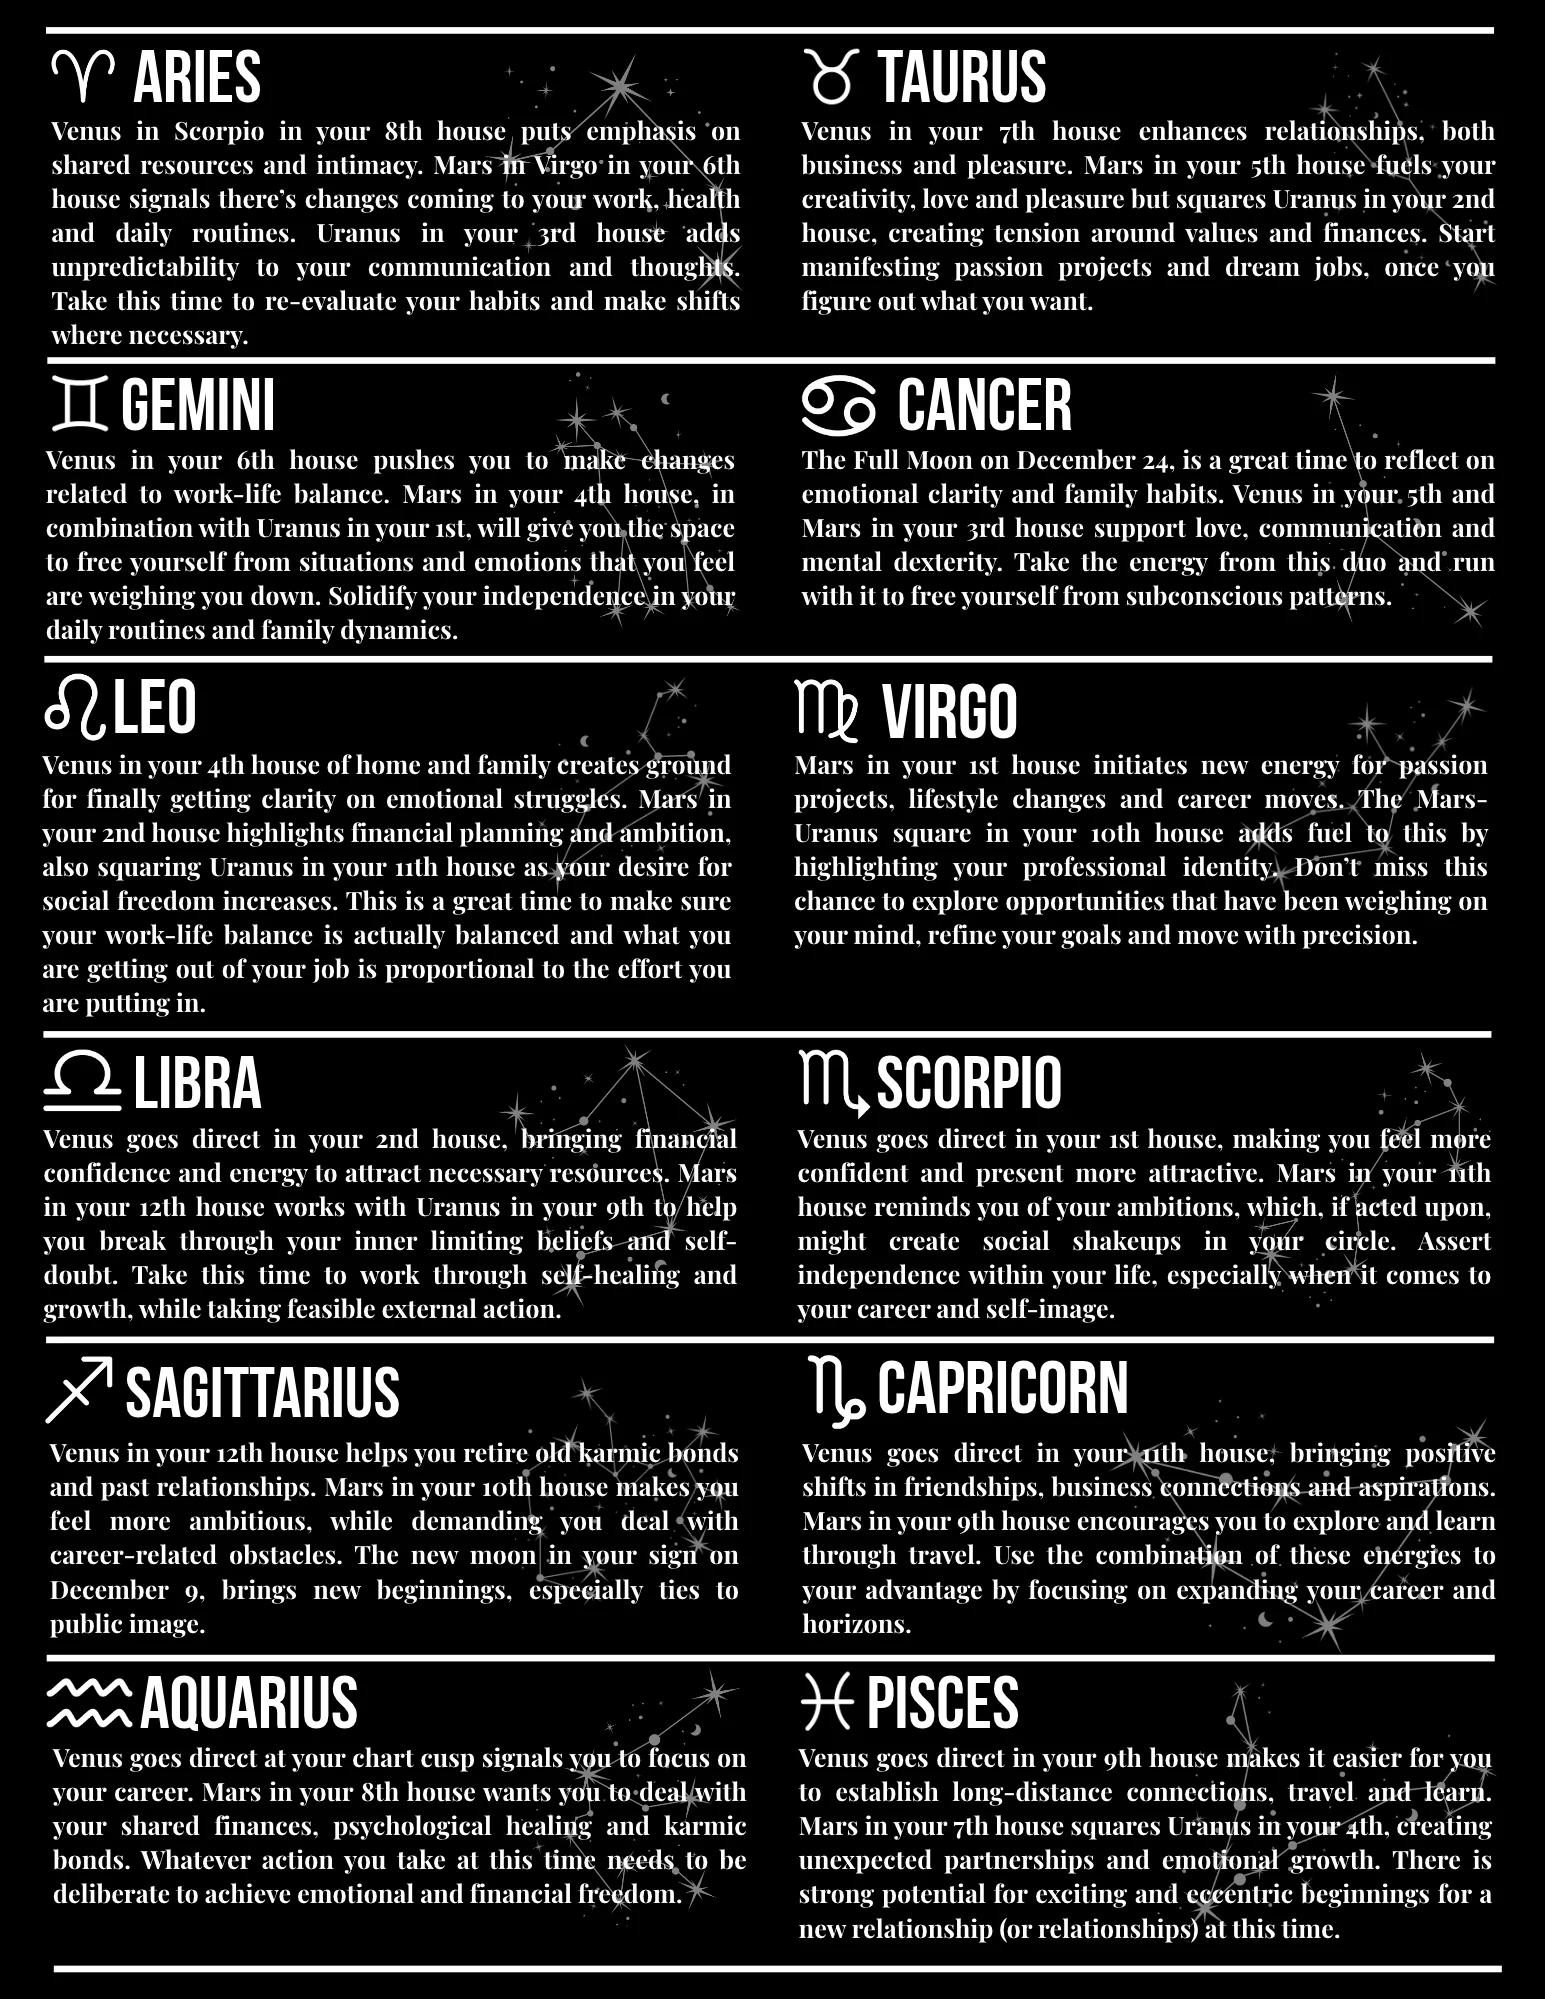 ARIES
Venus in Scorpio in your 8th house puts emphasis on
shared resources and intimacy. Mars in Virgo in your 6th
house signals there’s changes coming to your work, health
and daily routines. Uranus in your 3rd house adds
unpredictability to your communication and thoughts.
Take this time to re-evaluate your habits and make shifts
where necessary.
TAURUS
Venus in your 7th house enhances relationships, both
business and pleasure. Mars in your 5th house fuels your
creativity, love and pleasure but squares Uranus in your 2nd
house, creating tension around values and finances. Start
manifesting passion projects and dream jobs, once you
figure out what you want.
GEMINI
Venus in your 6th house pushes you to make changes
related to work-life balance. Mars in your 4th house, in
combination with Uranus in your 1st, will give you the space
to free yourself from situations and emotions that you feel
are weighing you down. Solidify your independence in your
daily routines and family dynamics.
CANCER
The Full Moon on December 24, is a great time to reflect on
emotional clarity and family habits. Venus in your 5th and
Mars in your 3rd house support love, communication and
mental dexterity. Take the energy from this duo and run
with it to free yourself from subconscious patterns.
LEO
Venus in your 4th house of home and family creates ground
for finally getting clarity on emotional struggles. Mars in
your 2nd house highlights financial planning and ambition,
also squaring Uranus in your 11th house as your desire for
social freedom increases. This is a great time to make sure
your work-life balance is actually balanced and what you
are getting out of your job is proportional to the effort you
are putting in.
VIRGO
Mars in your 1st house initiates new energy for passion
projects, lifestyle changes and career moves. The Mars-
Uranus square in your 10th house adds fuel to this by
highlighting your professional identity. Don’t miss this
chance to explore opportunities that have been weighing on
your mind, refine your goals and move with precision.
LIBRA
Venus goes direct in your 2nd house, bringing financial
confidence and energy to attract necessary resources. Mars
in your 12th house works with Uranus in your 9th to help
you break through your inner limiting beliefs and self-
doubt. Take this time to work through self-healing and
growth, while taking feasible external action.
SCORPIO
Venus goes direct in your 1st house, making you feel more
confident and present more attractive. Mars in your 11th
house reminds you of your ambitions, which, if acted upon,
might create social shakeups in your circle. Assert
independence within your life, especially when it comes to
your career and self-image.
SAGITTARIUS
Venus in your 12th house helps you retire old karmic bonds
and past relationships. Mars in your 10th house makes you
feel more ambitious, while demanding you deal with
career-related obstacles. The new moon in your sign on
December 9, brings new beginnings, especially ties to
public image.
CAPRICORN
Venus goes direct in your 11th house, bringing positive
shifts in friendships, business connections and aspirations.
Mars in your 9th house encourages you to explore and learn
through travel. Use the combination of these energies to
your advantage by focusing on expanding your career and
horizons.
AQUARIUS
Venus goes direct at your chart cusp signals you to focus on
your career. Mars in your 8th house wants you to deal with
your shared finances, psychological healing and karmic
bonds. Whatever action you take at this time needs to be
deliberate to achieve emotional and financial freedom.
PISCES
Venus goes direct in your 9th house makes it easier for you
to establish long-distance connections, travel and learn.
Mars in your 7th house squares Uranus in your 4th, creating
unexpected partnerships and emotional growth. There is
strong potential for exciting and eccentric beginnings for a
new relationship (or relationships) at this time.